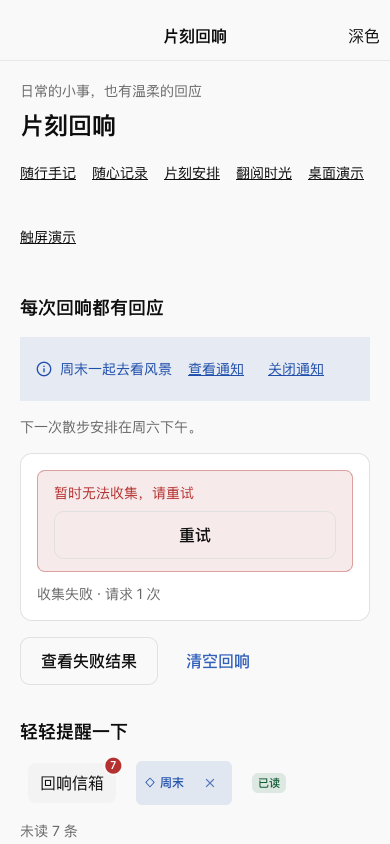 片刻回响 深色
日常的小事，也有温柔的回应
片刻回响
随行手记 随心记录 片刻安排 翻阅时光 桌面演示
触屏演示
每次回响都有回应
周末一起去看风景 查看通知 关闭通知
下一次散步安排在周六下午。
暂时无法收集，请重试
重试
收集失败 · 请求 1 次
查看失败结果 清空回响
轻轻提醒一下
回响信箱 7 周末 已读
未读 7 条